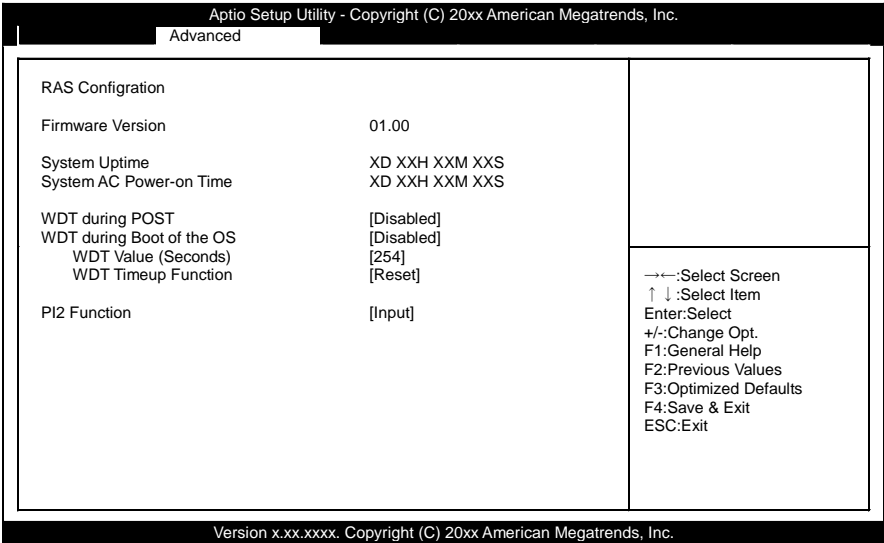 Aptio Setup Utility - Copyright (C) 20xx American Megatrends, Inc.
Advanced
RAS Configration
Firmware Version 01.00
System Uptime XD XXH XXM XXS
System AC Power-on Time XD XXH XXM XXS
WDT during POST [Disabled]
WDT during Boot of the OS [Disabled]
WDT Value (Seconds) [254]
WDT Timeup Function [Reset]
PI2 Function [Input]
→←:Select Screen
↑↓:Select Item
Enter:Select
+/-:Change Opt.
F1:General Help
F2:Previous Values
F3:Optimized Defaults
F4:Save & Exit
ESC:Exit
Version x.xx.xxxx. Copyright (C) 20xx American Megatrends, Inc.